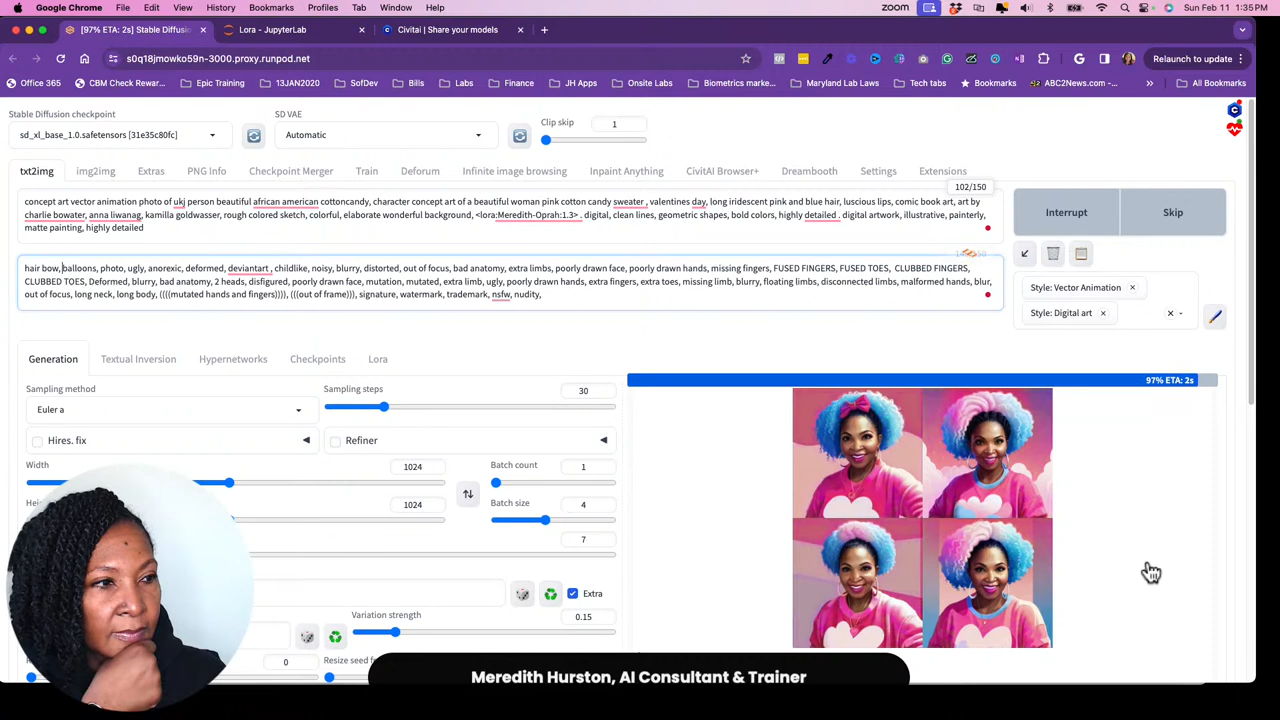 Google Chrome File Edit View History Bookmarks Profiles Tab Window Help zoom Sun Feb 11 1:35 PM
[97% ETA: 2s] Stable Diffusio Lora - JupyterLab Civitai | Share your models
s0q18jmowko59n-3000.proxy.runpod.net Relaunch to update
Office 365 CBM Check Rewar... Epic Training 13JAN2020 SofDev Bills Labs Finance JH Apps Onsite Labs Biometrics marke... Maryland Lab Classes Tech tabs Bookmarks ABC2News.com -... All Bookmarks
Stable Diffusion checkpoint SD VAE Clip skip 1
sd_xl_base_1.0.safetensors [31e35c80fc] Automatic
txt2img img2img Extras PNG Info Checkpoint Merger Train Deforum Infinite image browsing Inpaint Anything CivitAI Browser+ Dreambooth Settings Extensions
102/150
concept art vector animation photo of ukj person beautiful african american cottoncandy, character concept art of a beautiful woman pink cotton candy sweater , valentines day, long iridescent pink and blue hair, luscious lips, comic book art, art by
charlie bowater, anna liwanag, kamilla goldwasser, rough colored sketch, colorful, elaborate wonderful background, <lora:Meredith-Oprah:1.3> . digital, clean lines, geometric shapes, bold colors, highly detailed . digital artwork, illustrative, painterly,
matte painting, highly detailed
Interrupt Skip
hair bow, balloons, photo, ugly, anorexic, deformed, deviantart , childlike, noisy, blurry, distorted, out of focus, bad anatomy, extra limbs, poorly drawn face, poorly drawn hands, missing fingers, FUSED FINGERS, FUSED TOES, CLUBBED FINGERS,
CLUBBED TOES, Deformed, blurry, bad anatomy, 2 heads, disfigured, poorly drawn face, mutation, mutated, extra limb, ugly, poorly drawn hands, extra fingers, extra toes, missing limb, blurry, floating limbs, disconnected limbs, malformed hands, blur,
out of focus, long neck, long body, ((((mutated hands and fingers)))), (((out of frame))), signature, watermark, trademark, nsfw, nudity,
Style: Vector Animation ×
Style: Digital art ×
Generation Textual Inversion Hypernetworks Checkpoints Lora
Sampling method Sampling steps 30
Euler a
97% ETA: 2s
Hires. fix Refiner
Width 1024 Batch count 1
1024 Batch size 4
7
Extra
Variation strength 0.15
0 Resize seed f
Meredith Hurston, AI Consultant & Trainer